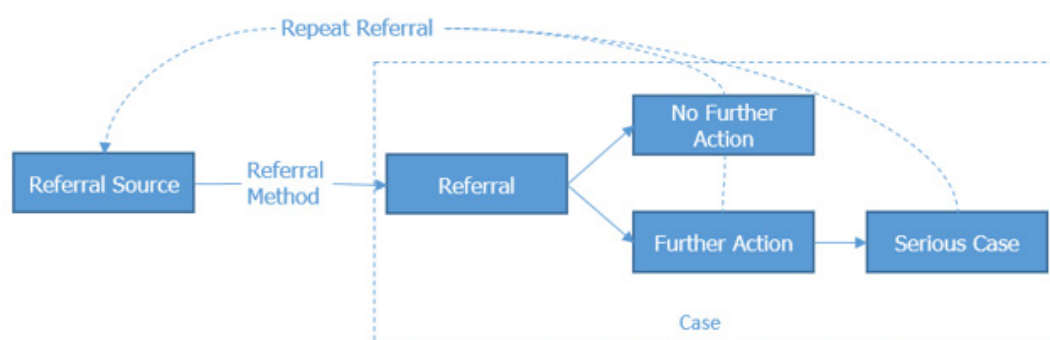 Repeat Referral
No Further
Action
Referral Source
Referral
Method
Referral
Further Action
Serious Case
Case